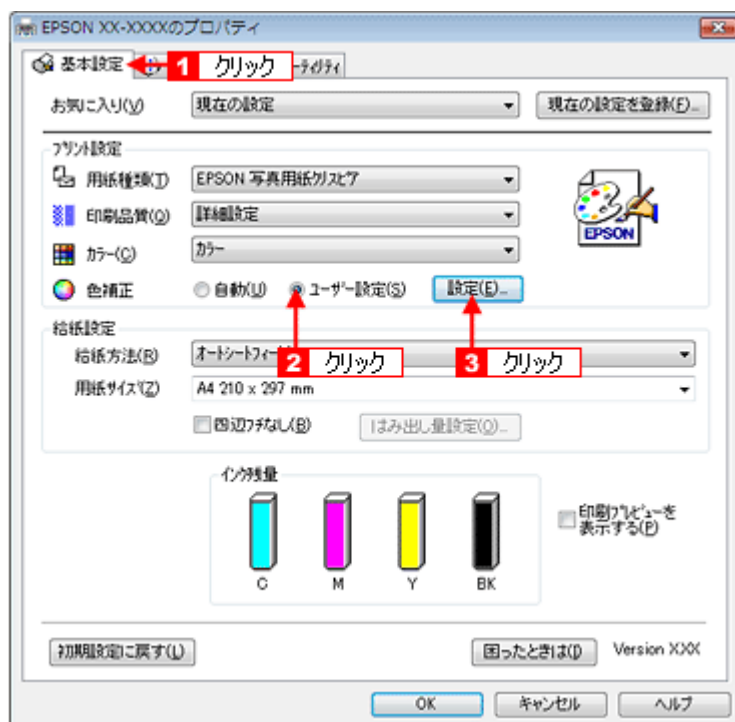 EPSON XX-XXXXのプロパティ
基本設定
1 クリック
ーティリティ
お気に入り(V)
現在の設定
現在の設定を登録(F)...
プリント設定
用紙種類(T)
EPSON 写真用紙クリスピア
印刷品質(Q)
詳細設定
カラー(C)
カラー
EPSON
色補正
自動(U)
ユーザー設定(S)
設定(E)...
給紙設定
給紙方法(R)
オートシートフィー
2 クリック
3 クリック
用紙サイズ(Z)
A4 210 x 297 mm
四辺フチなし(B)
はみ出し量設定(O)...
インク残量
C
M
Y
BK
印刷プレビューを
表示する(P)
初期設定に戻す(L)
困ったときは(I)
Version X.XX
OK
キャンセル
ヘルプ